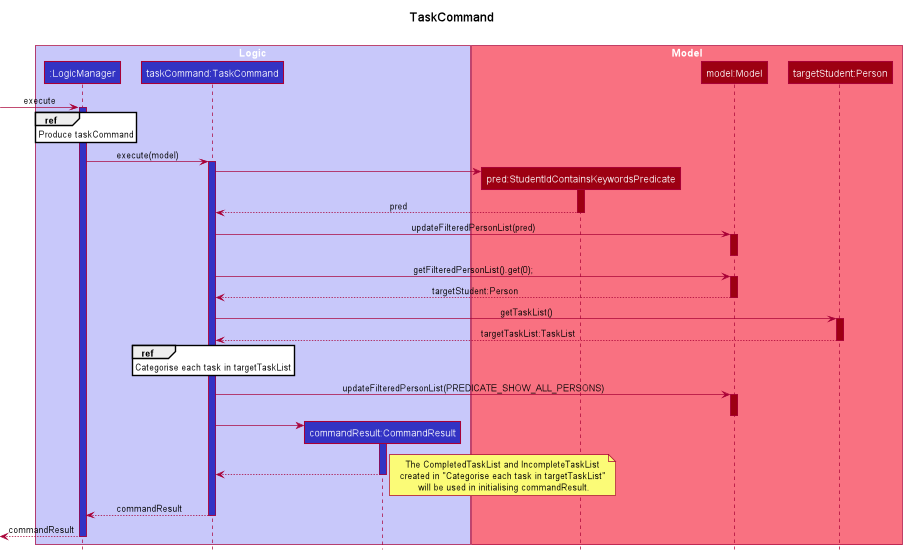 TaskCommand
Logic
Model
:LogicManager
taskCommand:TaskCommand
model:Model
targetStudent:Person
execute
ref
Produce taskCommand
execute(model)
pred:StudentIdContainsKeywordsPredicate
pred
updateFilteredPersonList(pred)
getFilteredPersonList().get(0);
targetStudent:Person
getTaskList()
targetTaskList:TaskList
ref
Categorise each task in targetTaskList
updateFilteredPersonList(PREDICATE_SHOW_ALL_PERSONS)
commandResult:CommandResult
The CompletedTaskList and IncompleteTaskList
created in "Categorise each task in targetTaskList"
will be used in initialising commandResult.
commandResult
commandResult